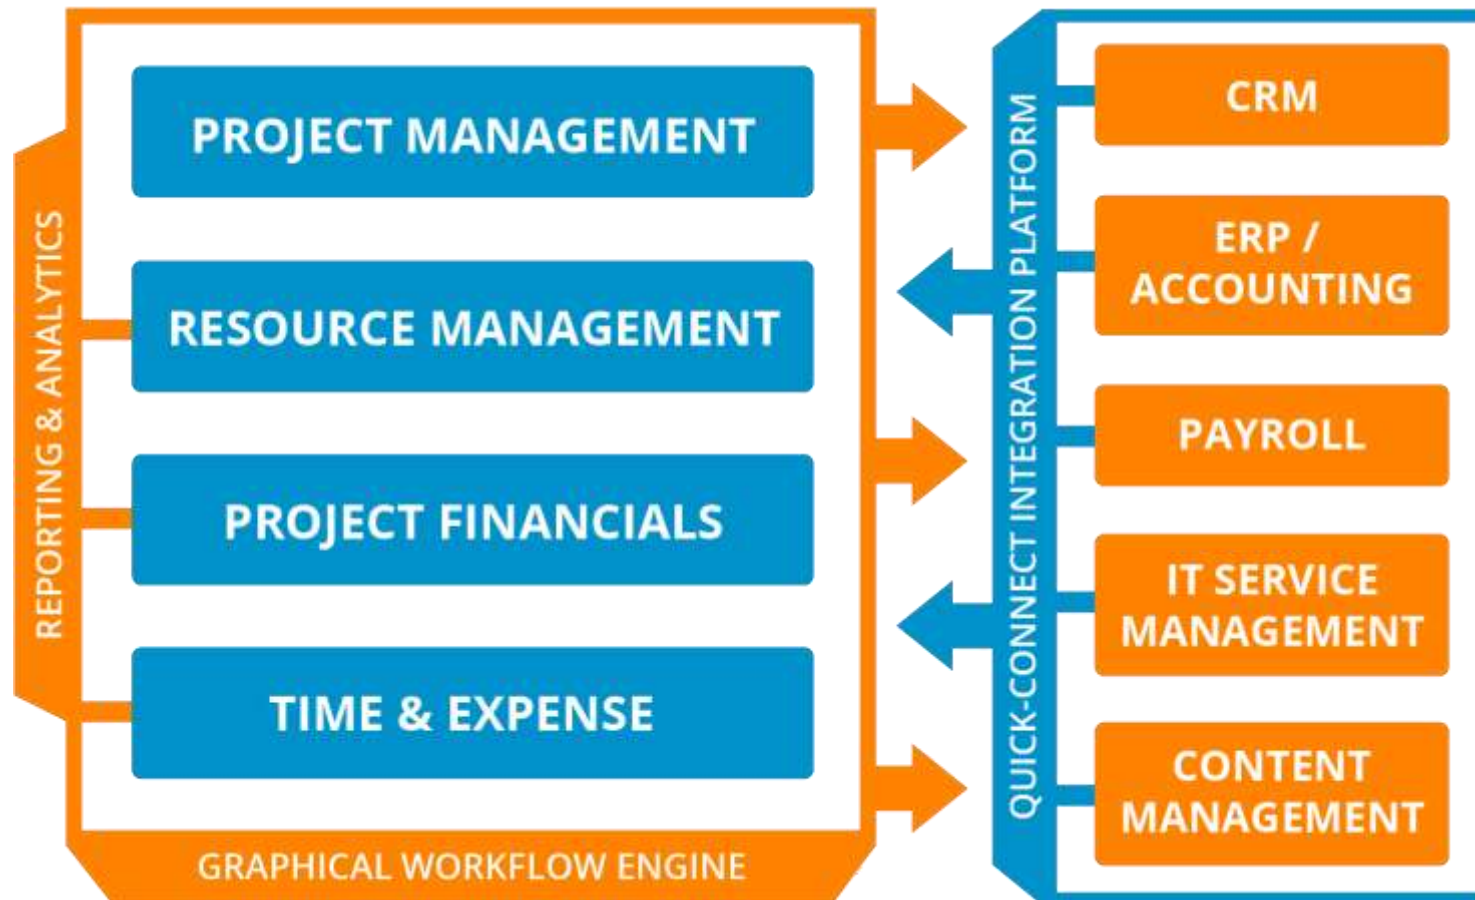 REPORTING & ANALYTICS
PROJECT MANAGEMENT
RESOURCE MANAGEMENT
PROJECT FINANCIALS
TIME & EXPENSE
GRAPHICAL WORKFLOW ENGINE
QUICK-CONNECT INTEGRATION PLATFORM
CRM
ERP /
ACCOUNTING
PAYROLL
IT SERVICE
MANAGEMENT
CONTENT
MANAGEMENT